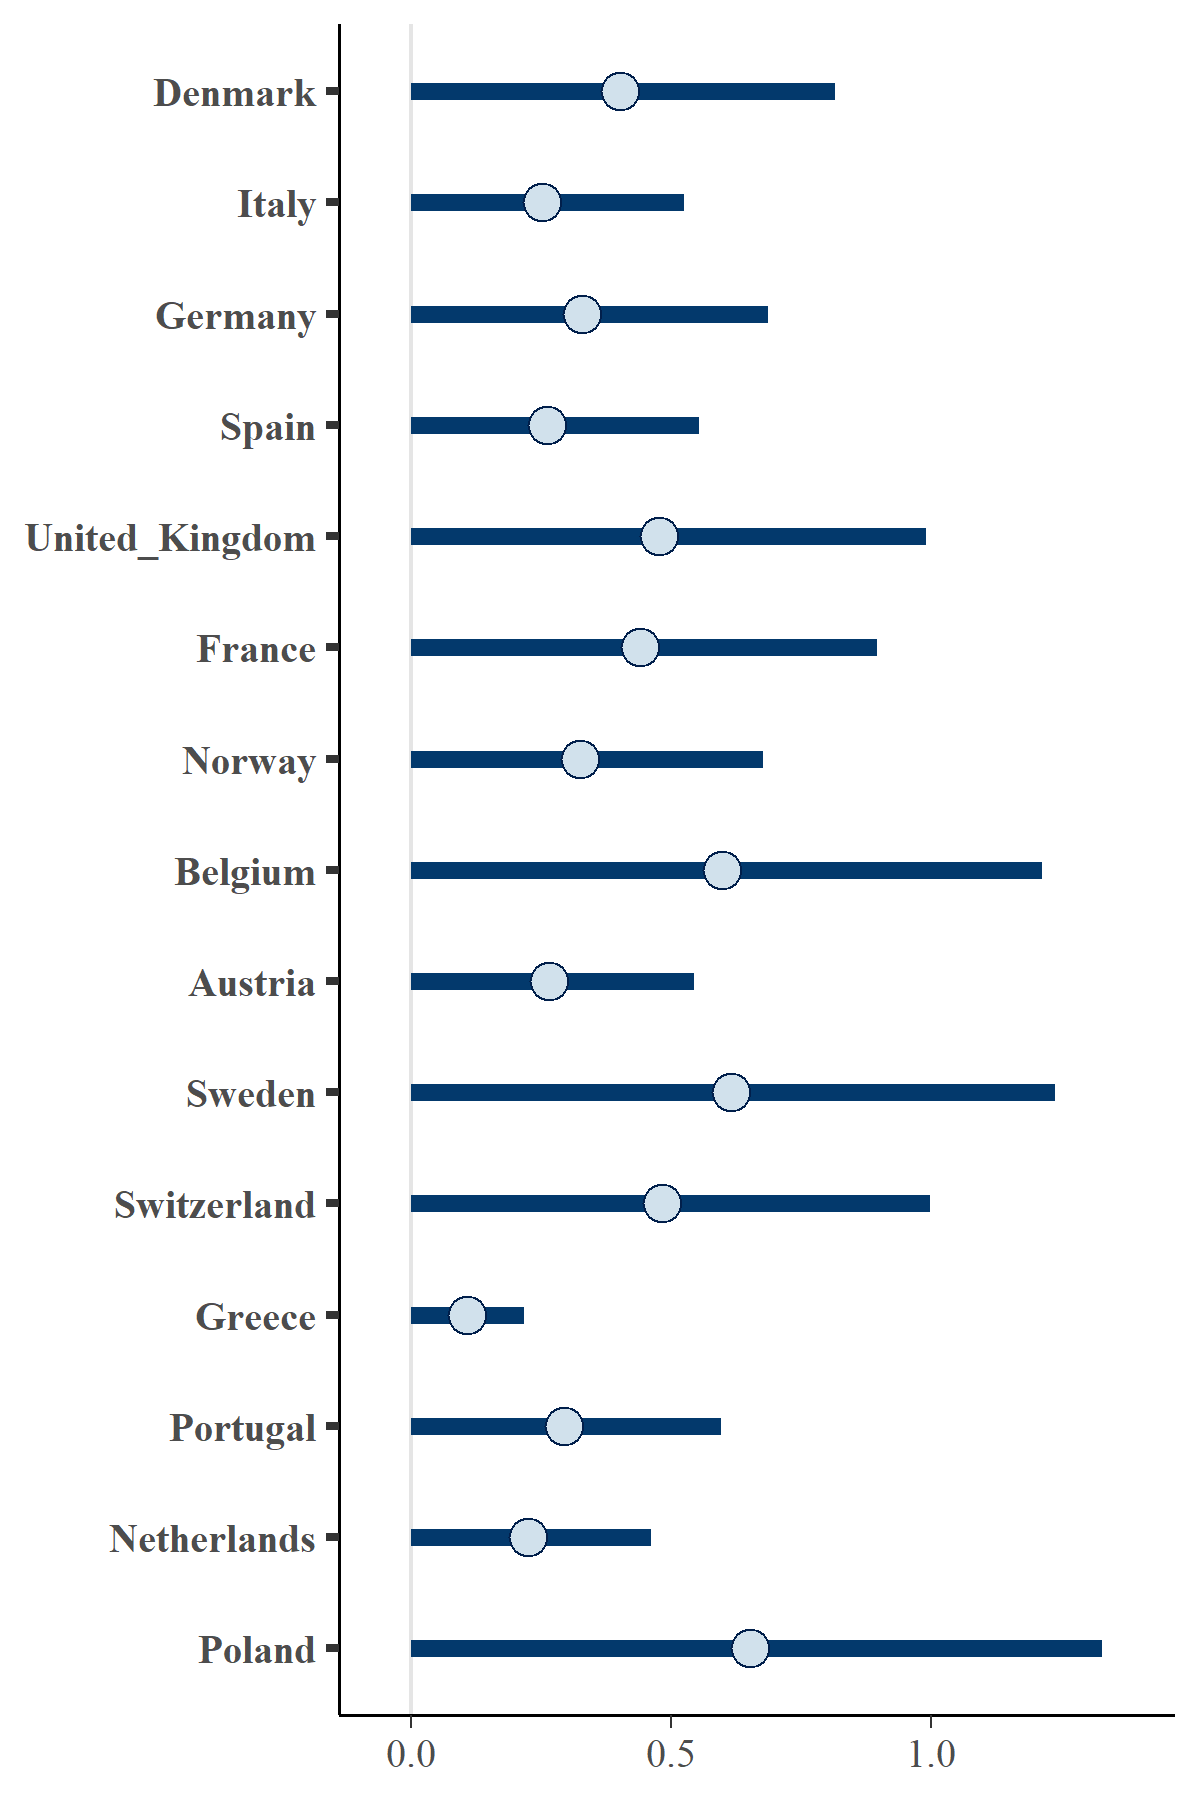 Denmark
Italy
Germany
Spain
United_Kingdom
France
Norway
Belgium
Austria
Sweden
Switzerland
Greece
Portugal
Netherlands
Poland
0.0 0.5 1.0